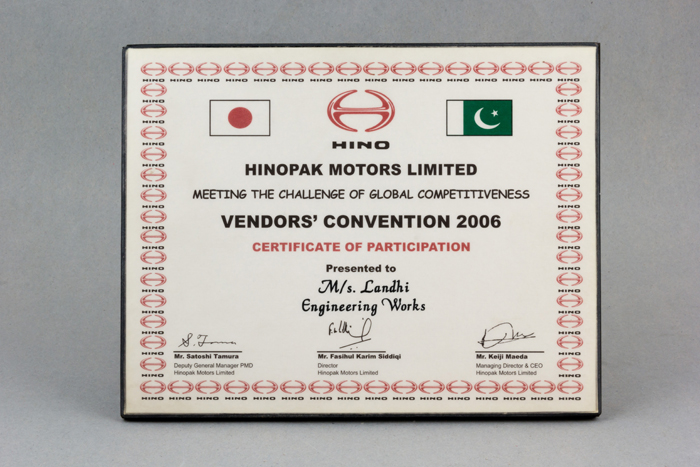 HINO
HINOPAK MOTORS LIMITED
MEETING THE CHALLENGE OF GLOBAL COMPETITIVENESS
VENDORS' CONVENTION 2006
CERTIFICATE OF PARTICIPATION
Presented to
M/s. Landhi
Engineering Works
Mr. Satoshi Tamura
Deputy General Manager PMD
Hinopak Motors Limited
Mr. Fasihul Karim Siddiqi
Director
Hinopak Motors Limited
Mr. Keiji Maeda
Managing Director & CEO
Hinopak Motors Limited